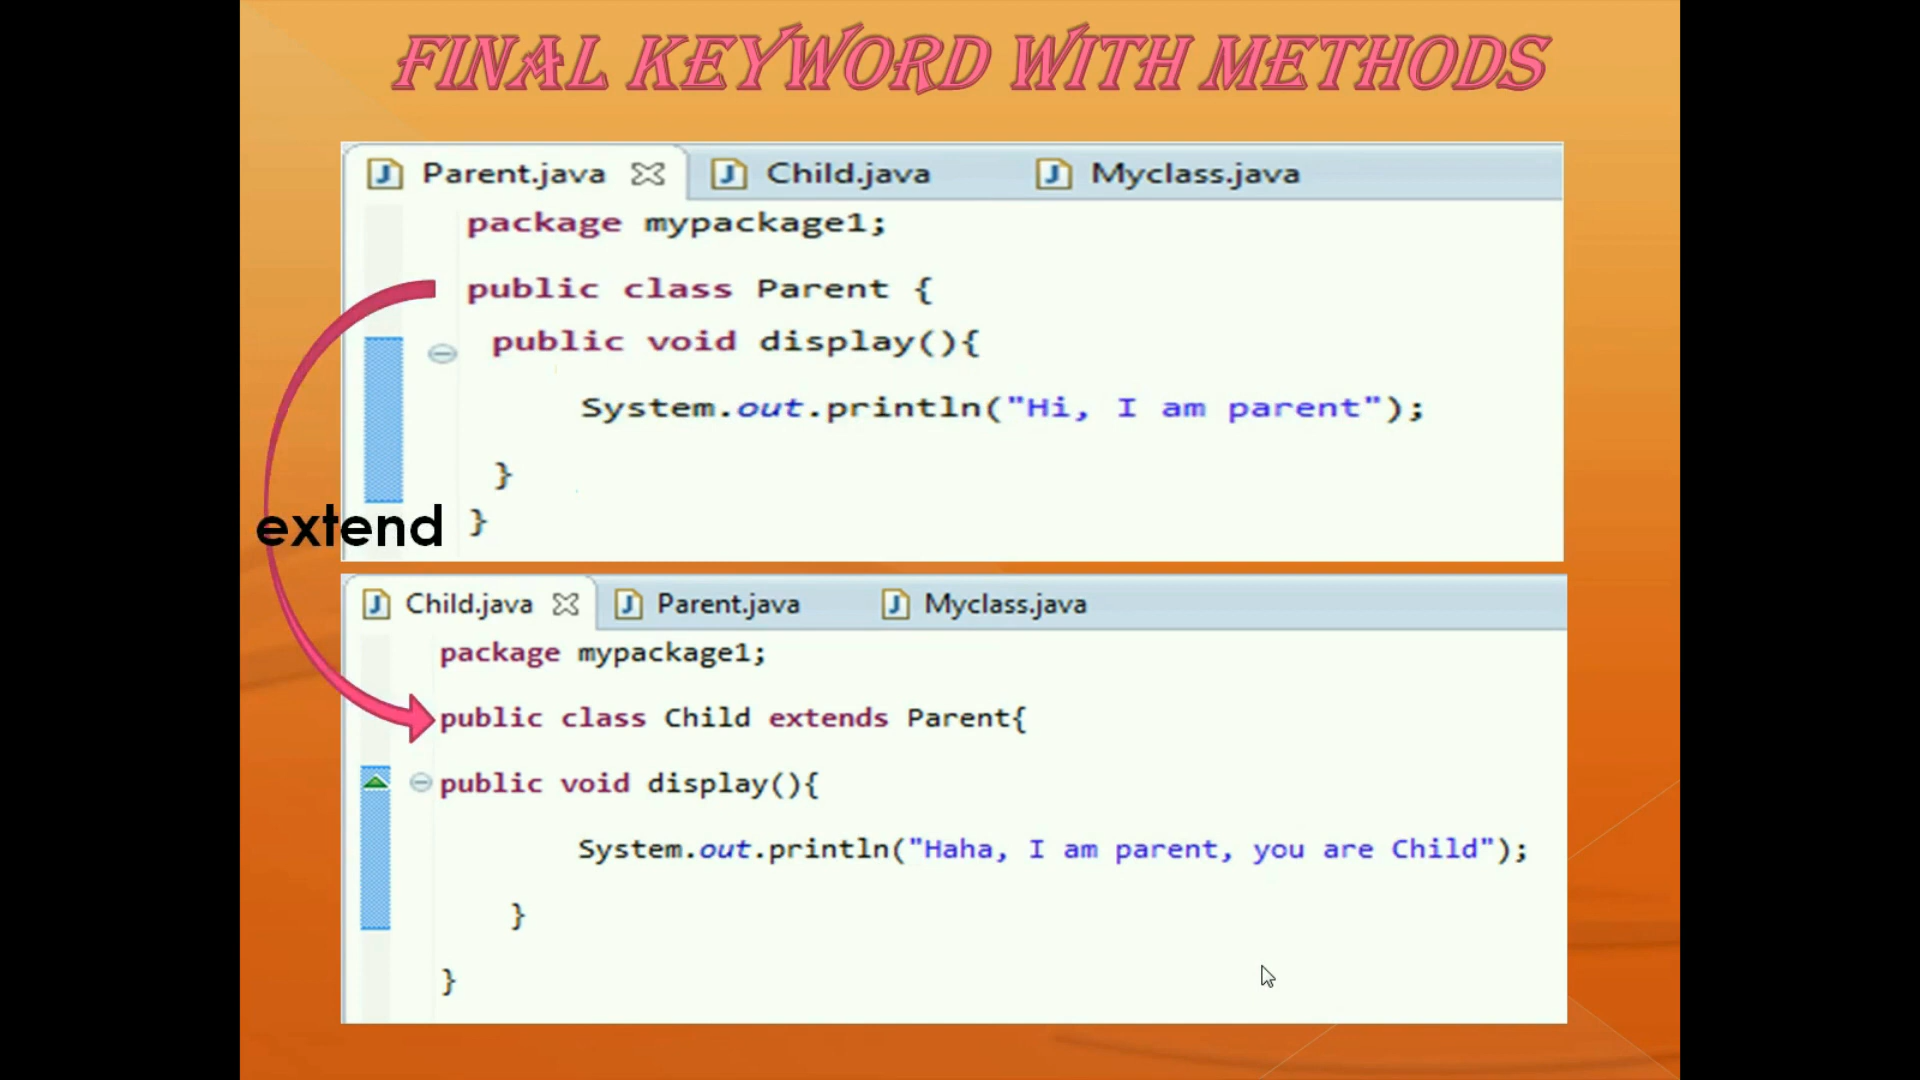 FINAL KEYWORD WITH METHODS
Parent.java Child.java Myclass.java
package mypackage1;
public class Parent {
public void display(){
System.out.println("Hi, I am parent");
}
}
extend
Child.java Parent.java Myclass.java
package mypackage1;
public class Child extends Parent{
public void display(){
System.out.println("Haha, I am parent, you are Child");
}
}